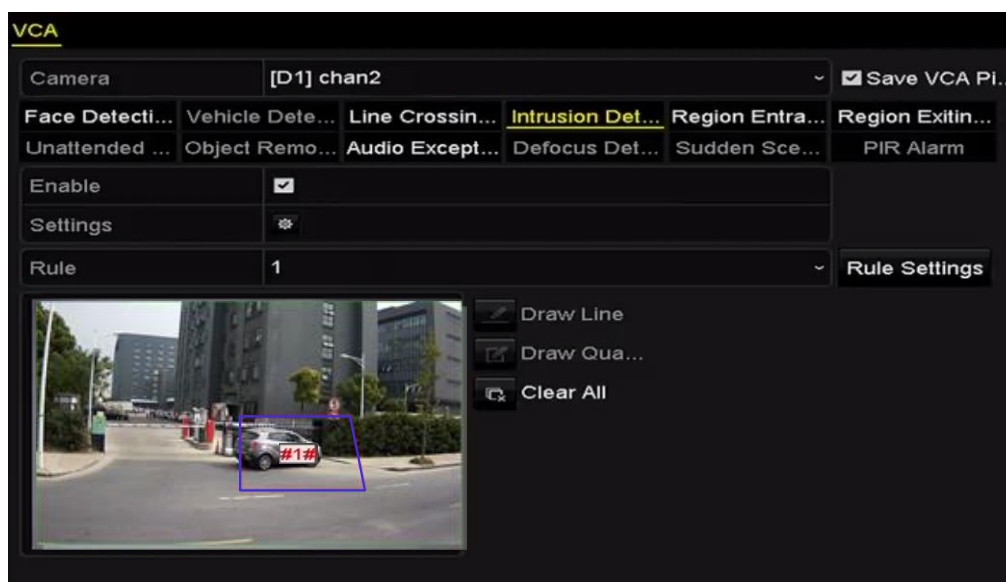 VCA
Camera [D1] chan2 Save VCA Pi..
Face Detecti... Vehicle Dete... Line Crossin... Intrusion Det... Region Entra... Region Exitin...
Unattended ... Object Remo... Audio Except... Defocus Det... Sudden Sce... PIR Alarm
Enable
Settings
Rule 1 Rule Settings
Draw Line
Draw Qua...
Clear All
#1#